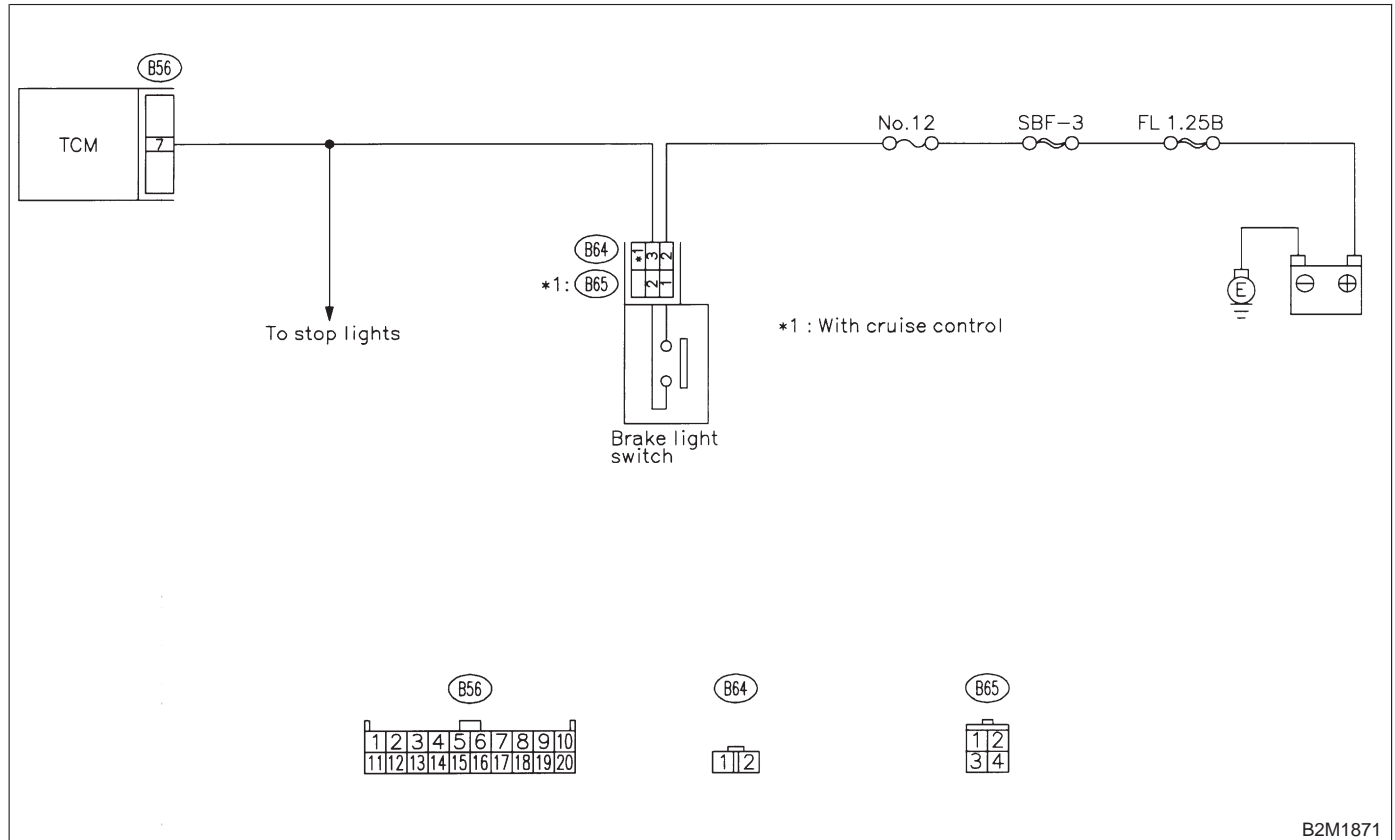 B56
TCM
7
No.12
SBF-3
FL 1.25B
B64
*1
3
2
*1: B65
2
1
E
⊖
⊕
To stop lights
*1 : With cruise control
Brake light
switch
B56
B64
B65
1 2 3 4 5 6 7 8 9 10
11 12 13 14 15 16 17 18 19 20
1 2
1 2
3 4
B2M1871